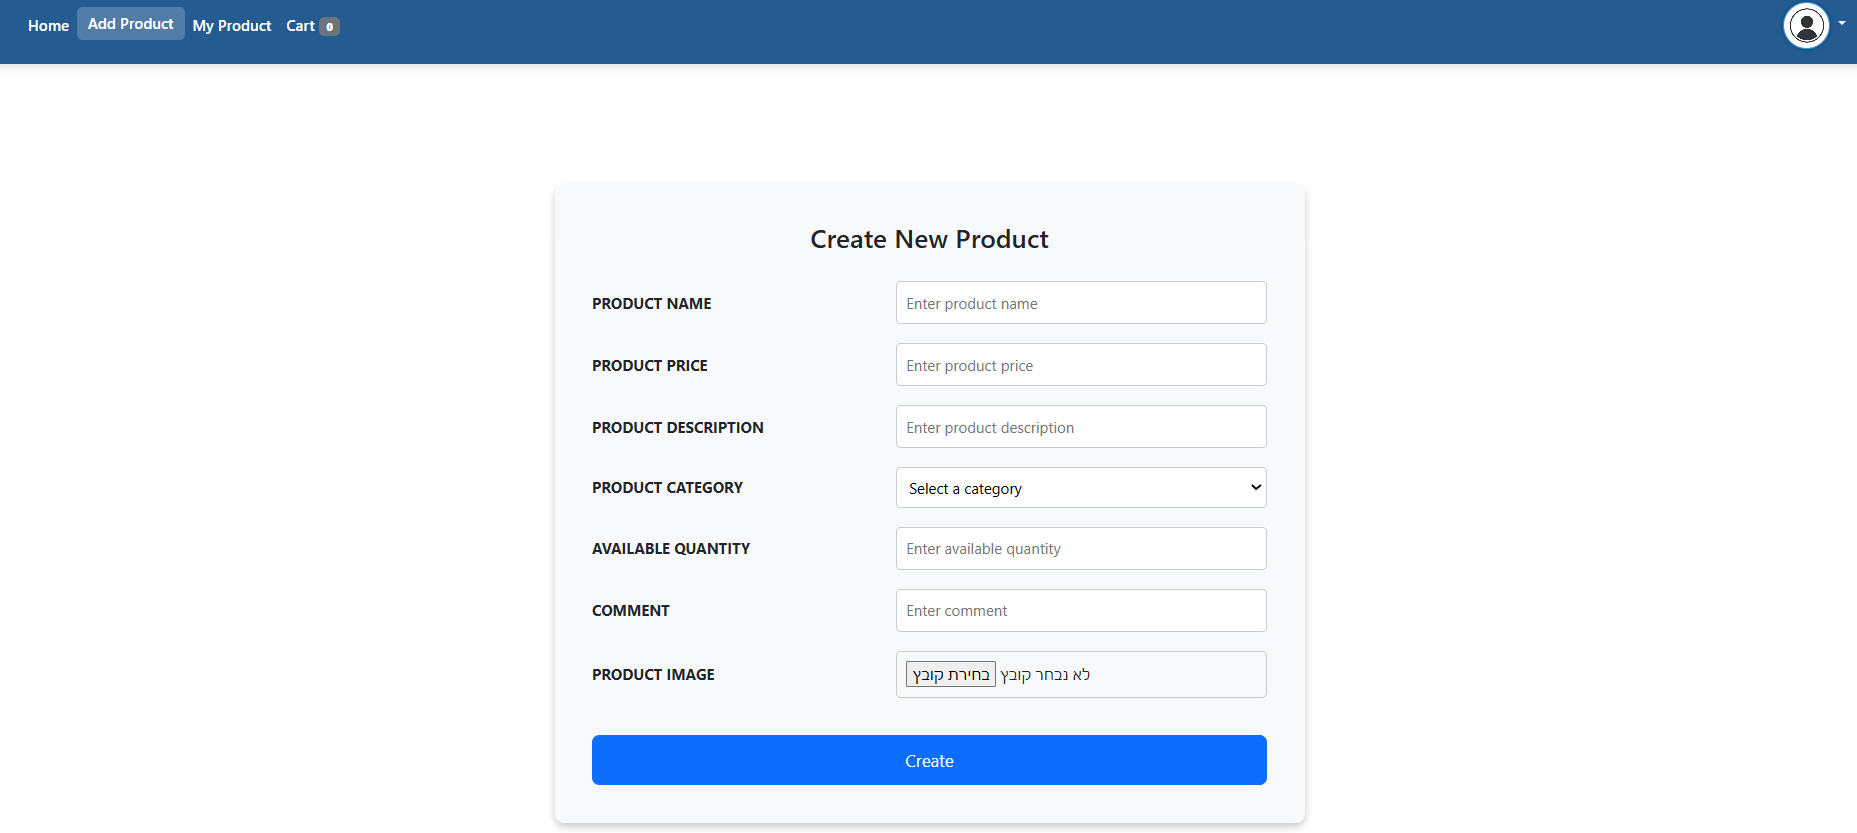 Home Add Product My Product Cart 0
Create New Product
PRODUCT NAME Enter product name
PRODUCT PRICE Enter product price
PRODUCT DESCRIPTION Enter product description
PRODUCT CATEGORY Select a category
AVAILABLE QUANTITY Enter available quantity
COMMENT Enter comment
PRODUCT IMAGE בחירת קובץ לא נבחר קובץ
Create